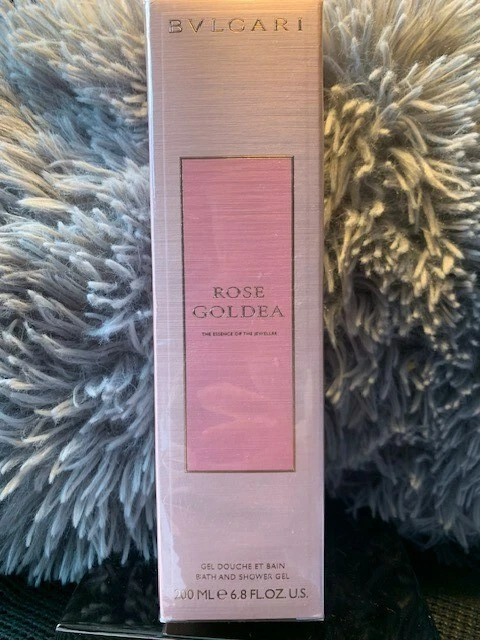 BVLGARI
ROSE
GOLDEA
THE ESSENCE OF THE JEWELLER
GEL DOUCHE ET BAIN
BATH AND SHOWER GEL
200 ML ℮ 6.8 FL.OZ. U.S.